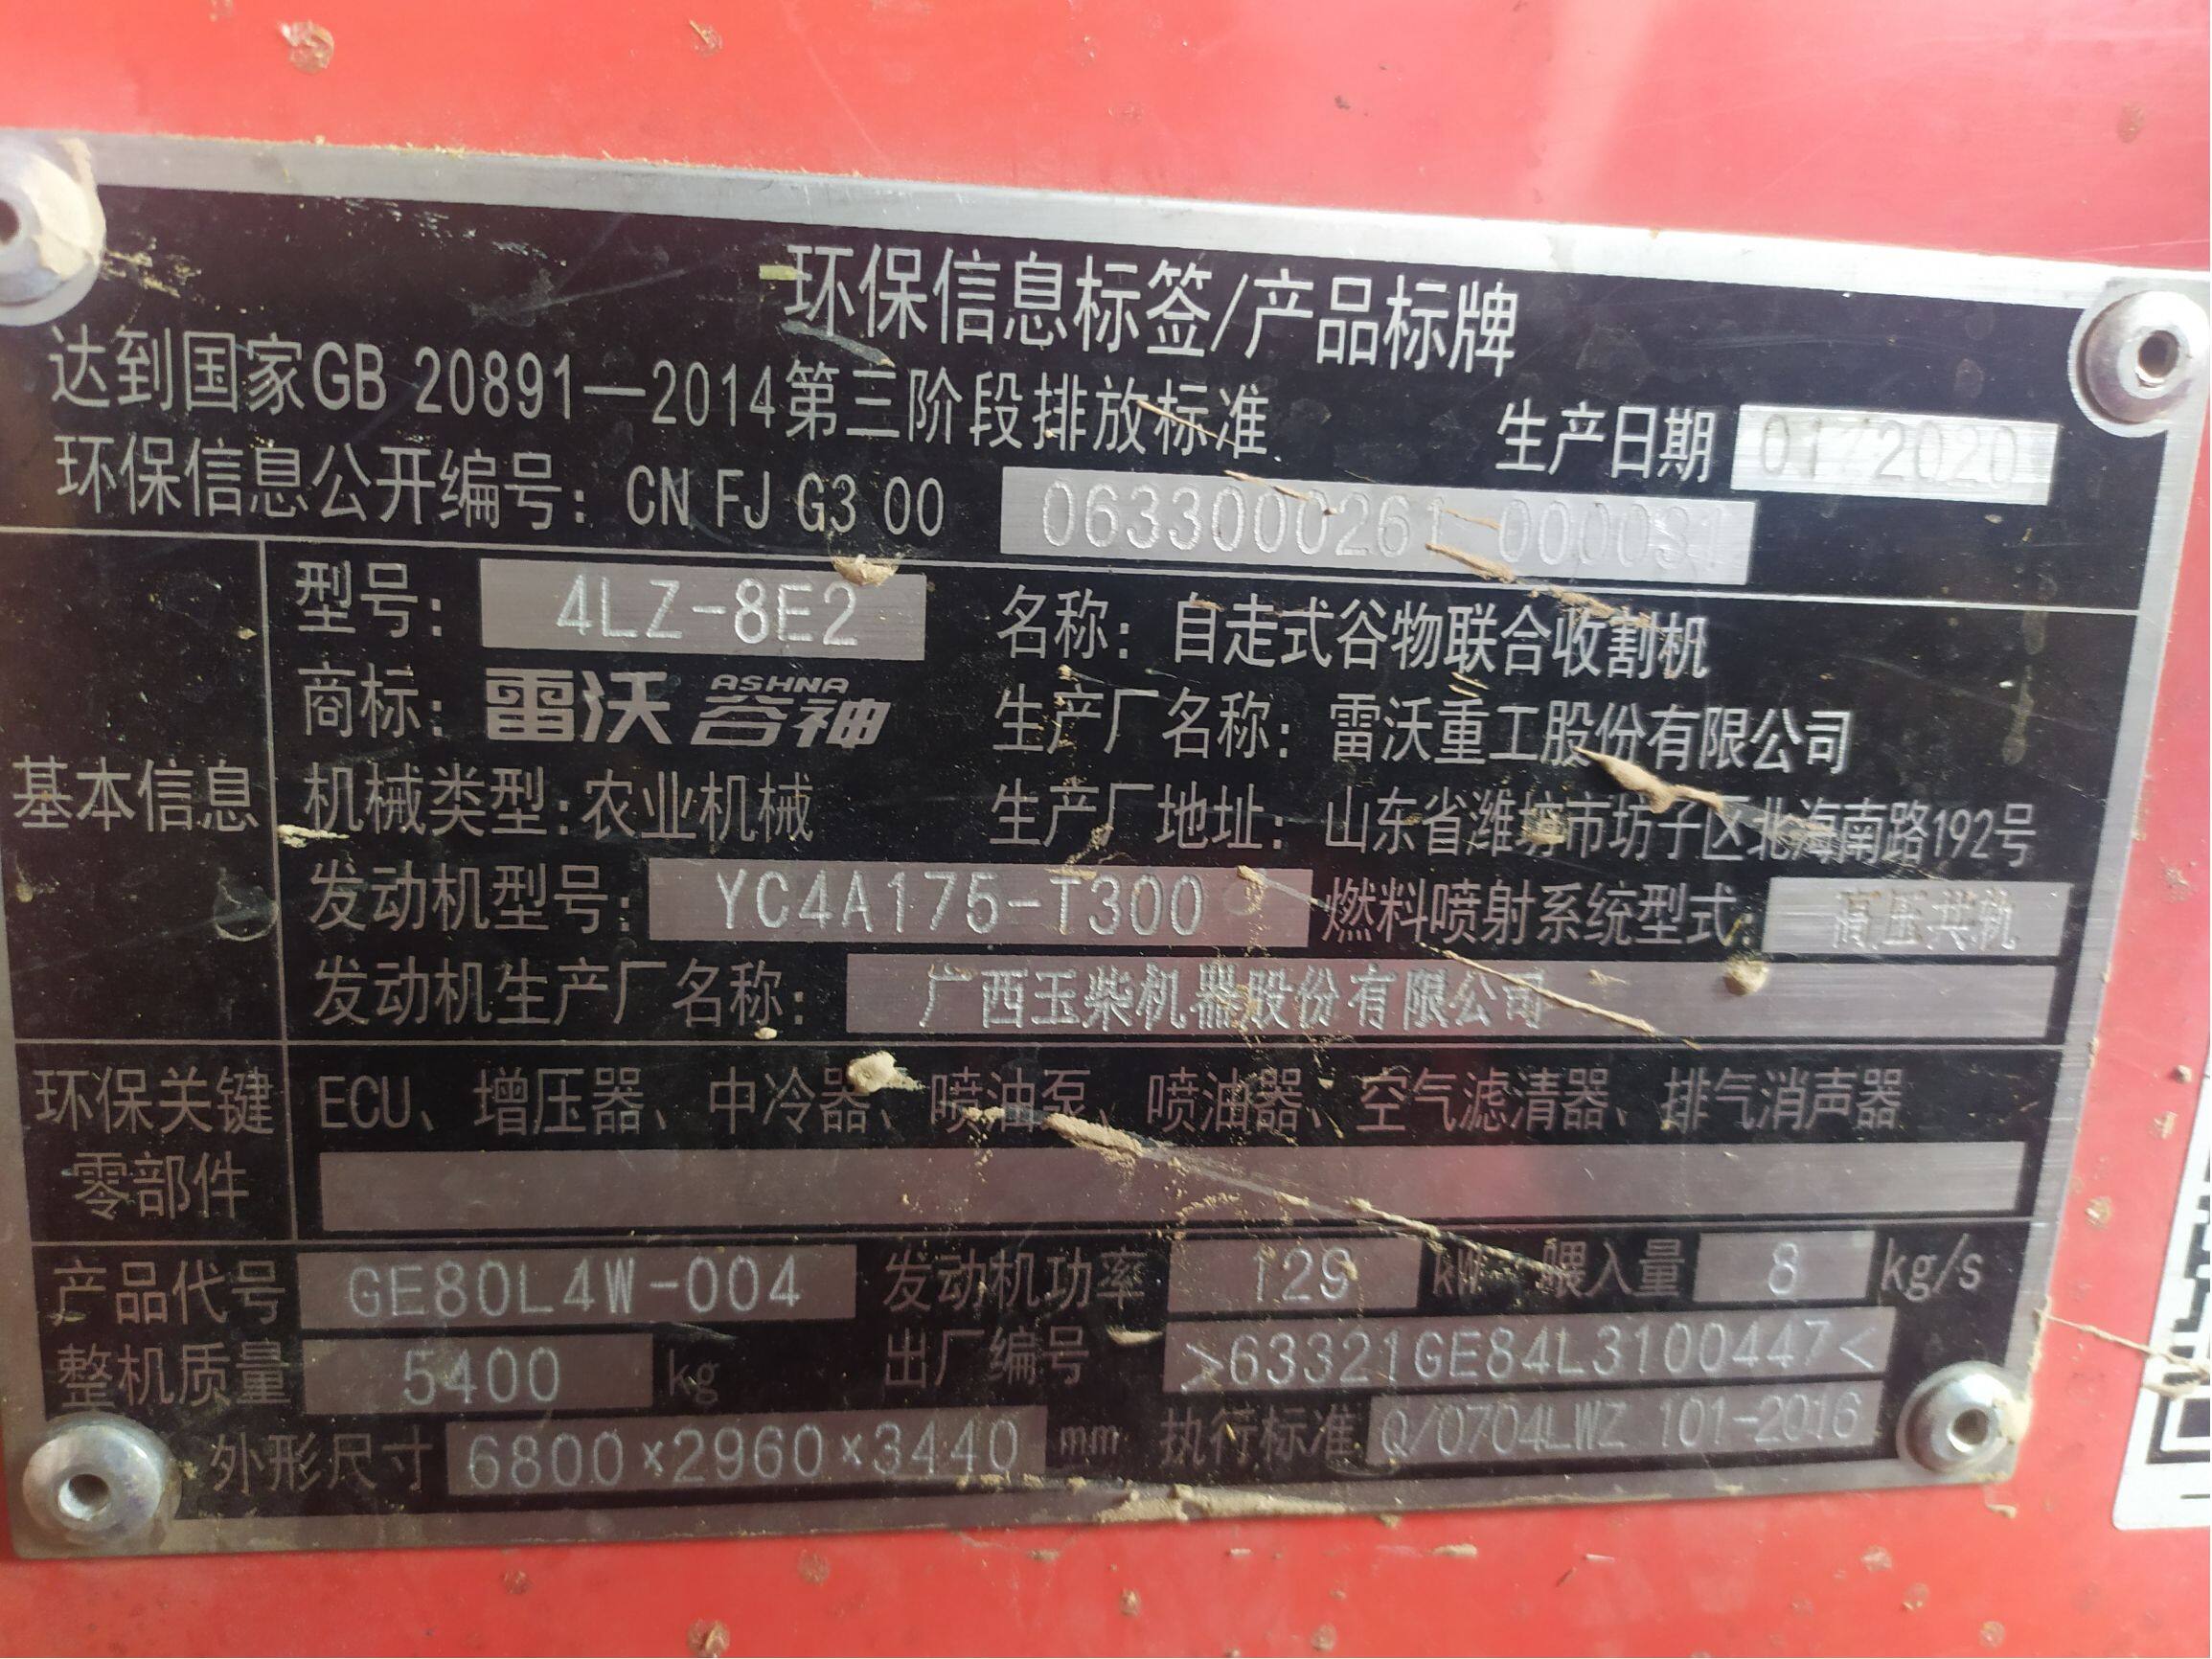 环保信息标签/产品标牌
达到国家GB 20891—2014第三阶段排放标准
生产日期 01/2020
环保信息公开编号：CN FJ G3 00 0633000261 000031
型号：4LZ-8E2 名称：自走式谷物联合收割机
商标：雷沃 ASHNA 谷神 生产厂名称：雷沃重工股份有限公司
基本信息
机械类型：农业机械 生产厂地址：山东省潍坊市坊子区北海南路192号
发动机型号：YC4A175-T300 燃料喷射系统型式：高压共轨
发动机生产厂名称：广西玉柴机器股份有限公司
环保关键 ECU、增压器、中冷器、喷油泵、喷油器、空气滤清器、排气消声器
零部件
产品代号 GE80L4W-004 发动机功率 129 kW 喂入量 8 kg/s
整机质量 5400 kg 出厂编号 >63321GE84L3100447<
外形尺寸 6800×2960×3440 mm 执行标准 Q/0704LWZ 101-2016